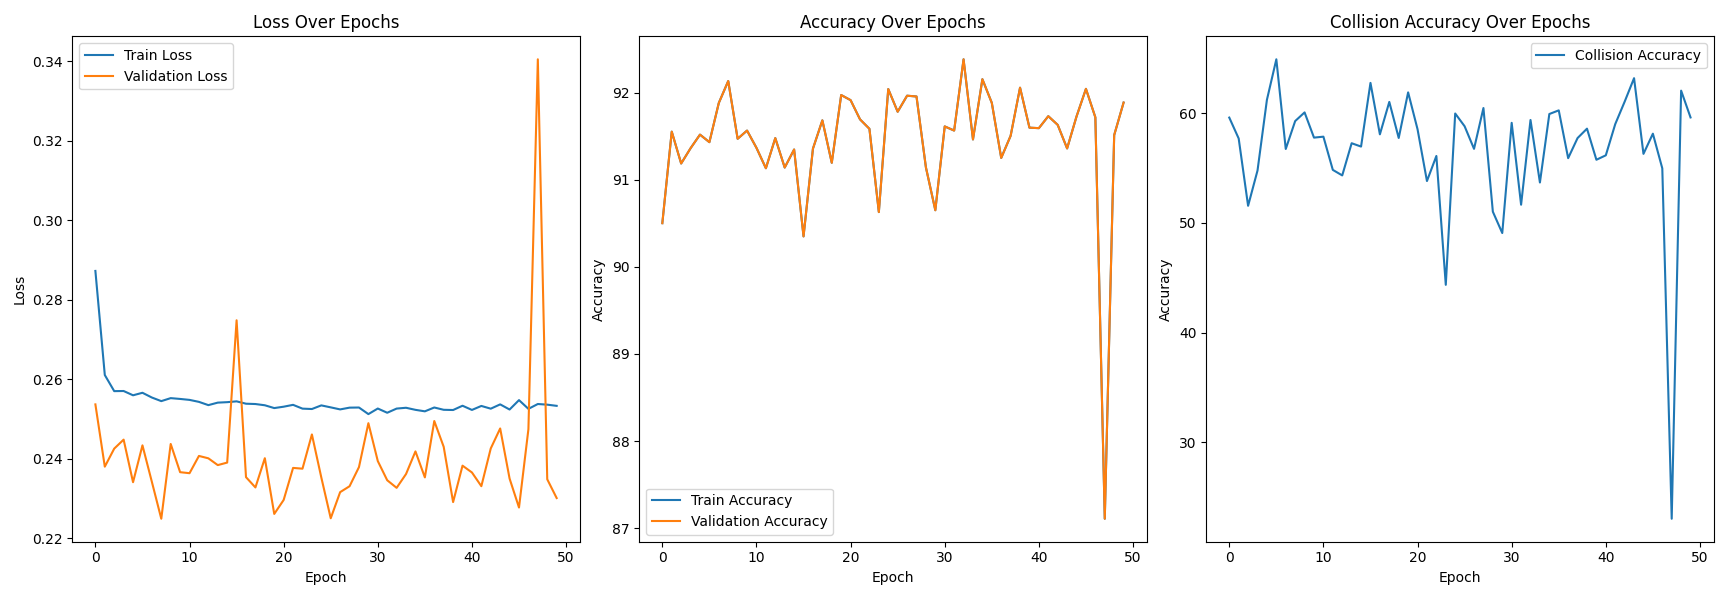 Loss Over Epochs
Train Loss
Validation Loss
0.34
0.32
0.30
0.28
0.26
0.24
0.22
Loss
0 10 20 30 40 50
Epoch
Accuracy Over Epochs
92
91
90
89
88
87
Accuracy
Train Accuracy
Validation Accuracy
0 10 20 30 40 50
Epoch
Collision Accuracy Over Epochs
Collision Accuracy
60
50
40
30
Accuracy
0 10 20 30 40 50
Epoch